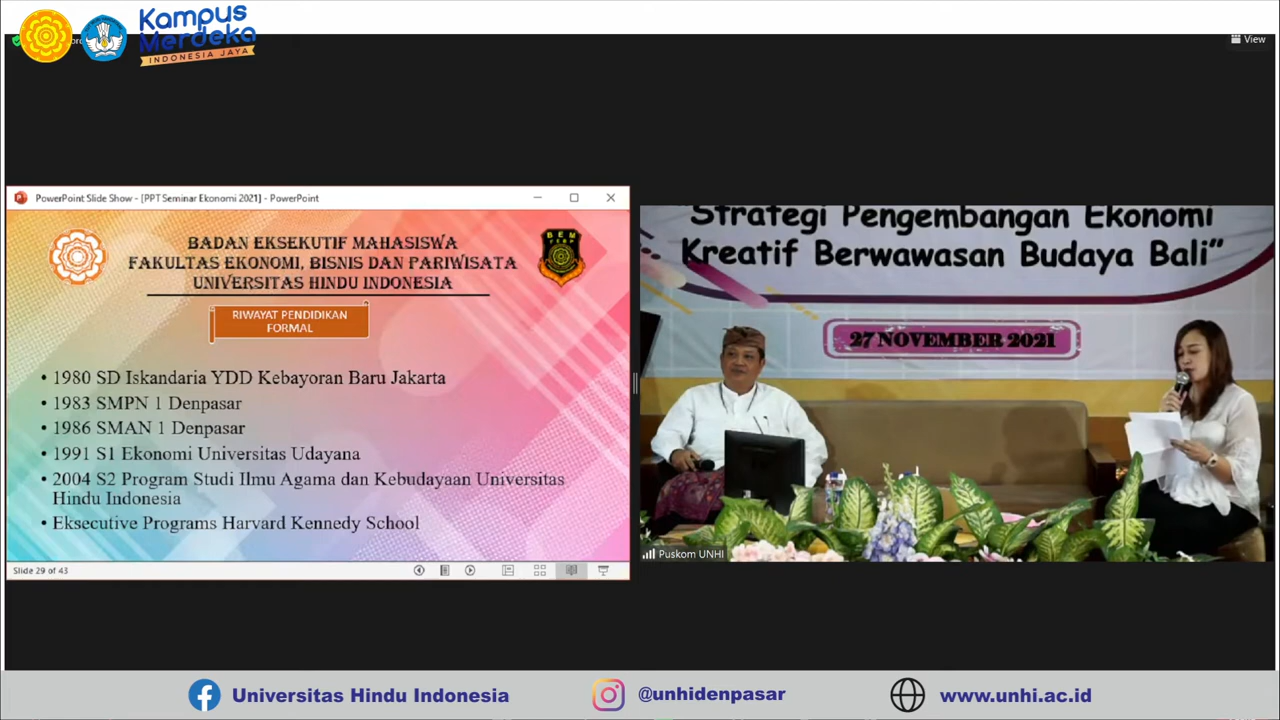 Kampus
Merdeka
INDONESIA JAYA
View
PowerPoint Slide Show - [PPT Seminar Ekonomi 2021] - PowerPoint
BADAN EKSEKUTIF MAHASISWA
FAKULTAS EKONOMI, BISNIS DAN PARIWISATA
UNIVERSITAS HINDU INDONESIA
BEM
FEBP
RIWAYAT PENDIDIKAN
FORMAL
• 1980 SD Iskandaria YDD Kebayoran Baru Jakarta
• 1983 SMPN 1 Denpasar
• 1986 SMAN 1 Denpasar
• 1991 S1 Ekonomi Universitas Udayana
• 2004 S2 Program Studi Ilmu Agama dan Kebudayaan Universitas
Hindu Indonesia
• Eksecutive Programs Harvard Kennedy School
Slide 29 of 43
"Strategi Pengembangan Ekonomi
Kreatif Berwawasan Budaya Bali"
27 NOVEMBER 2021
Puskom UNHI
Universitas Hindu Indonesia
@unhidenpasar
www.unhi.ac.id